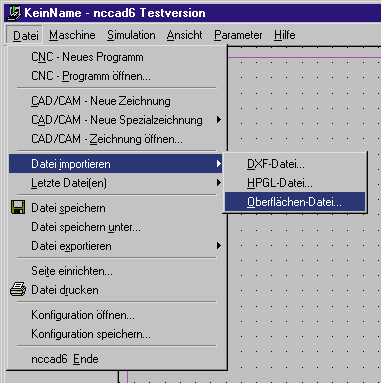 KeinName - nccad6 Testversion
Datei Maschine Simulation Ansicht Parameter Hilfe
CNC - Neues Programm
CNC - Programm öffnen...
CAD/CAM - Neue Zeichnung
CAD/CAM - Neue Spezialzeichnung
CAD/CAM - Zeichnung öffnen...
Datei importieren
DXF-Datei...
Letzte Datei(en)
HPGL-Datei...
Oberflächen-Datei...
Datei speichern
Datei speichern unter...
Datei exportieren
Seite einrichten...
Datei drucken
Konfiguration öffnen...
Konfiguration speichern...
nccad6 Ende